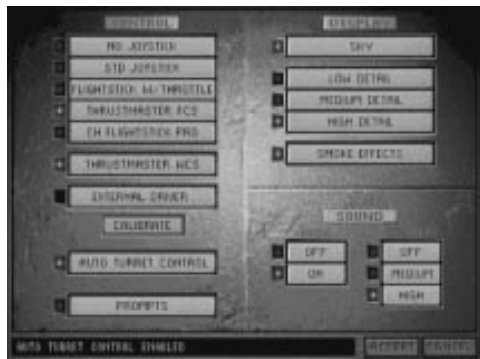 CONTROL
NO JOYSTICK
STD JOYSTICK
FLIGHTSTICK W/THROTTLE
THRUSTMASTER FCS
CH FLIGHTSTICK PRO
THRUSTMASTER WCS
EXTERNAL DRIVER
CALIBRATE
AUTO TURRET CONTROL
PROMPTS
DISPLAY
SKY
LOW DETAIL
MEDIUM DETAIL
HIGH DETAIL
SMOKE EFFECTS
SOUND
OFF
ON
OFF
MEDIUM
HIGH
AUTO TURRET CONTROL ENABLED
ACCEPT
CANCEL